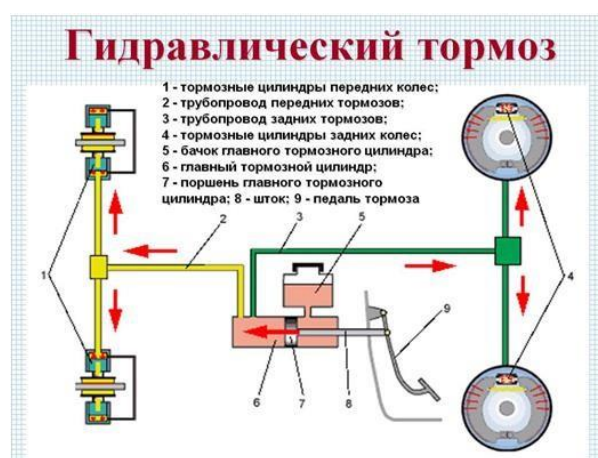 Гидравлический тормоз
1 - тормозные цилиндры передних колес;
2 - трубопровод передних тормозов;
3 - трубопровод задних тормозов;
4 - тормозные цилиндры задних колес;
5 - бачок главного тормозного цилиндра;
6 - главный тормозной цилиндр;
7 - поршень главного тормозного
цилиндра; 8 - шток; 9 - педаль тормоза
2
3
5
1
4
9
6
7
8